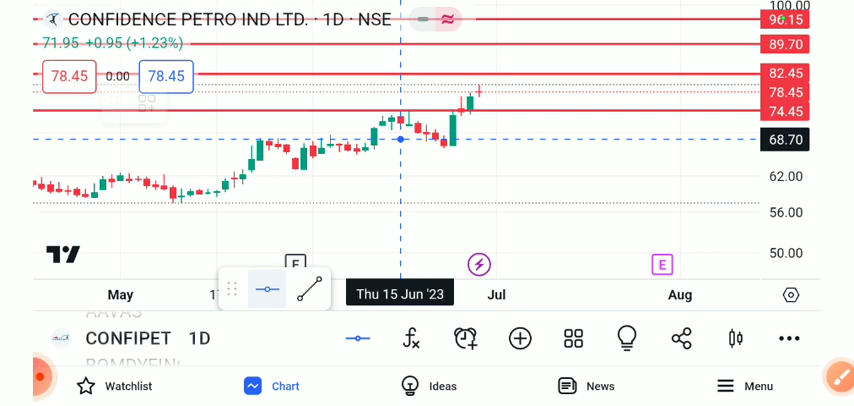 CONFIDENCE PETRO IND LTD. · 1D · NSE
71.95 +0.95 (+1.23%)
78.45 0.00 78.45
100.00
96.15
89.70
82.45
78.45
74.45
68.70
62.00
56.00
50.00
E
E
May
Thu 15 Jun '23
Jul
Aug
AAVAS
CONFIPET 1D
Watchlist
Chart
Ideas
News
Menu